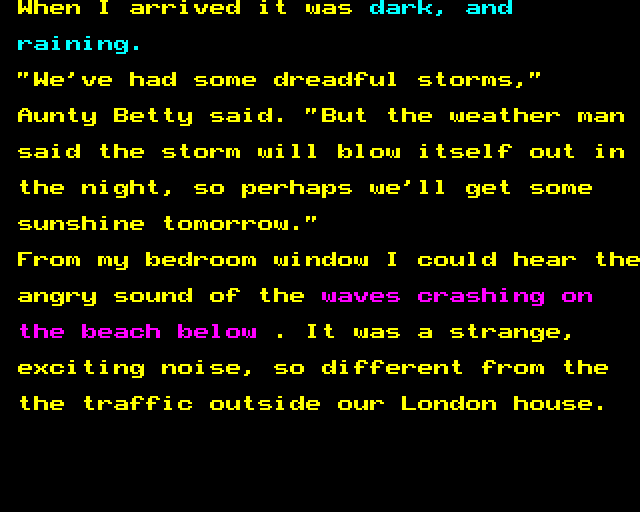 When I arrived it was dark, and
raining.
"We've had some dreadful storms,"
Aunty Betty said. "But the weather man
said the storm will blow itself out in
the night, so perhaps we'll get some
sunshine tomorrow."
From my bedroom window I could hear the
angry sound of the waves crashing on
the beach below . It was a strange,
exciting noise, so different from the
the traffic outside our London house.